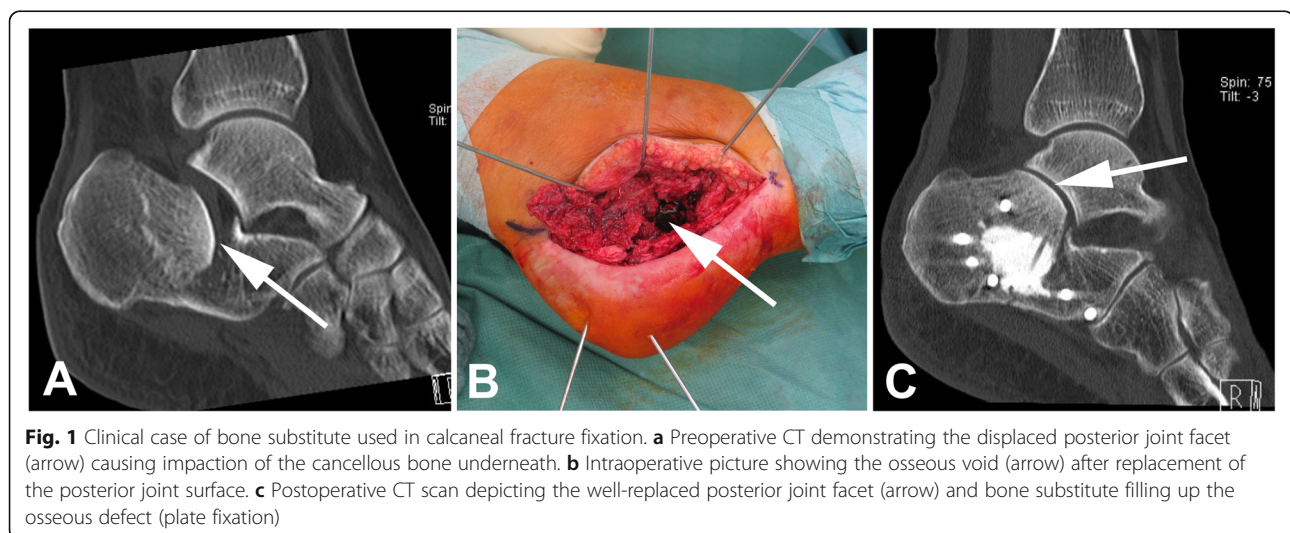 Spin
Tilt:
A
B
Spin: 75
Tilt: -3
C
R
Fig. 1 Clinical case of bone substitute used in calcaneal fracture fixation. a Preoperative CT demonstrating the displaced posterior joint facet
(arrow) causing impaction of the cancellous bone underneath. b Intraoperative picture showing the osseous void (arrow) after replacement of
the posterior joint surface. c Postoperative CT scan depicting the well-replaced posterior joint facet (arrow) and bone substitute filling up the
osseous defect (plate fixation)